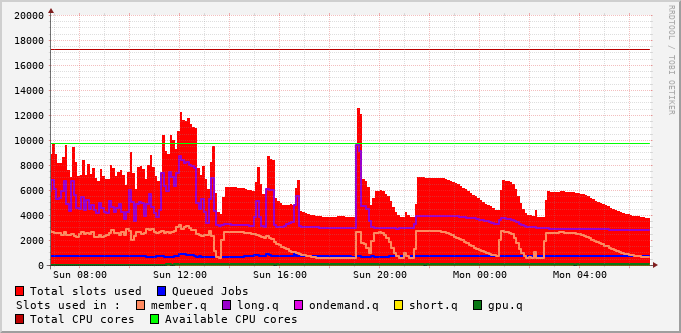 RRDTOOL / TOBI OETIKER
20000
18000
16000
14000
12000
10000
8000
6000
4000
2000
0
Sun 08:00 Sun 12:00 Sun 16:00 Sun 20:00 Mon 00:00 Mon 04:00
Total slots used Queued Jobs
Slots used in : member.q long.q ondemand.q short.q gpu.q
Total CPU cores Available CPU cores